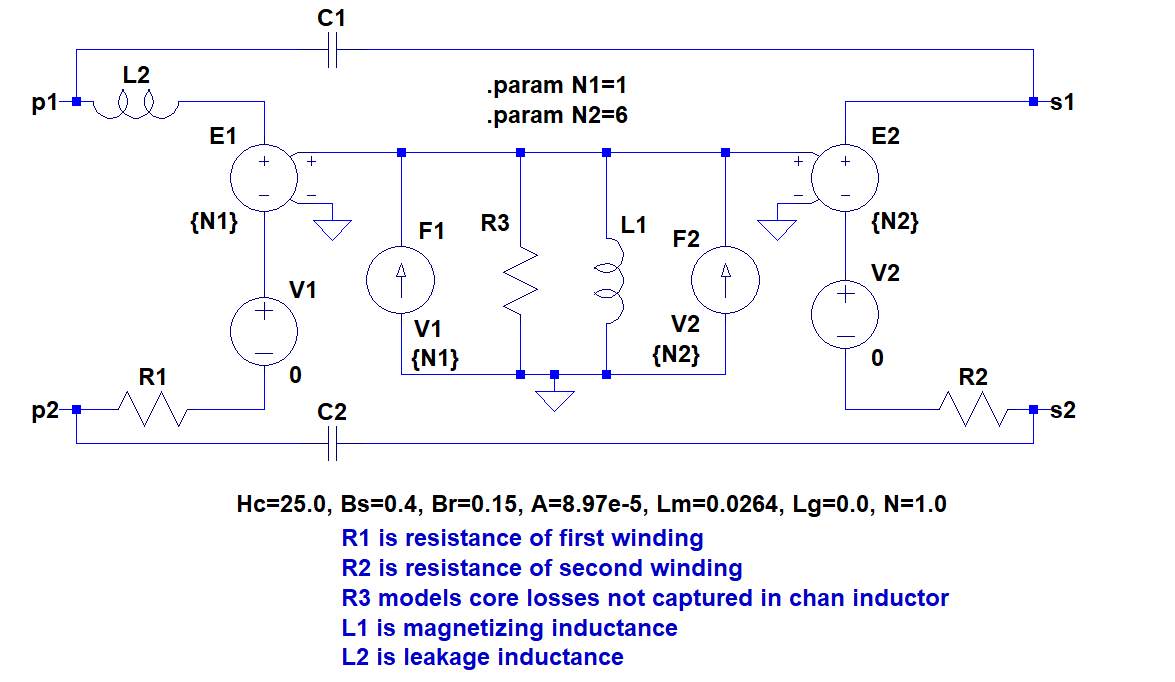 C1
L2
p1
.param N1=1
.param N2=6
s1
E1
E2
+
+
+
+
−
−
−
−
{N1}
{N2}
F1
R3
L1
F2
V1
V2
+
+
−
−
V1
{N1}
V2
{N2}
0
0
R1
R2
p2
C2
s2
Hc=25.0, Bs=0.4, Br=0.15, A=8.97e-5, Lm=0.0264, Lg=0.0, N=1.0
R1 is resistance of first winding
R2 is resistance of second winding
R3 models core losses not captured in chan inductor
L1 is magnetizing inductance
L2 is leakage inductance